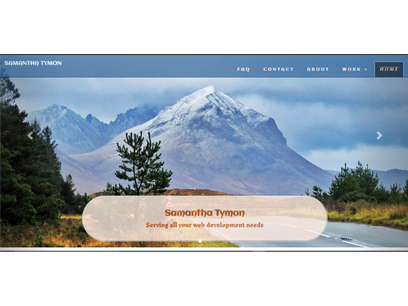 SAMANTHA TYMON
FAQ CONTACT ABOUT WORK HOME
Samantha Tymon
Serving all your web development needs